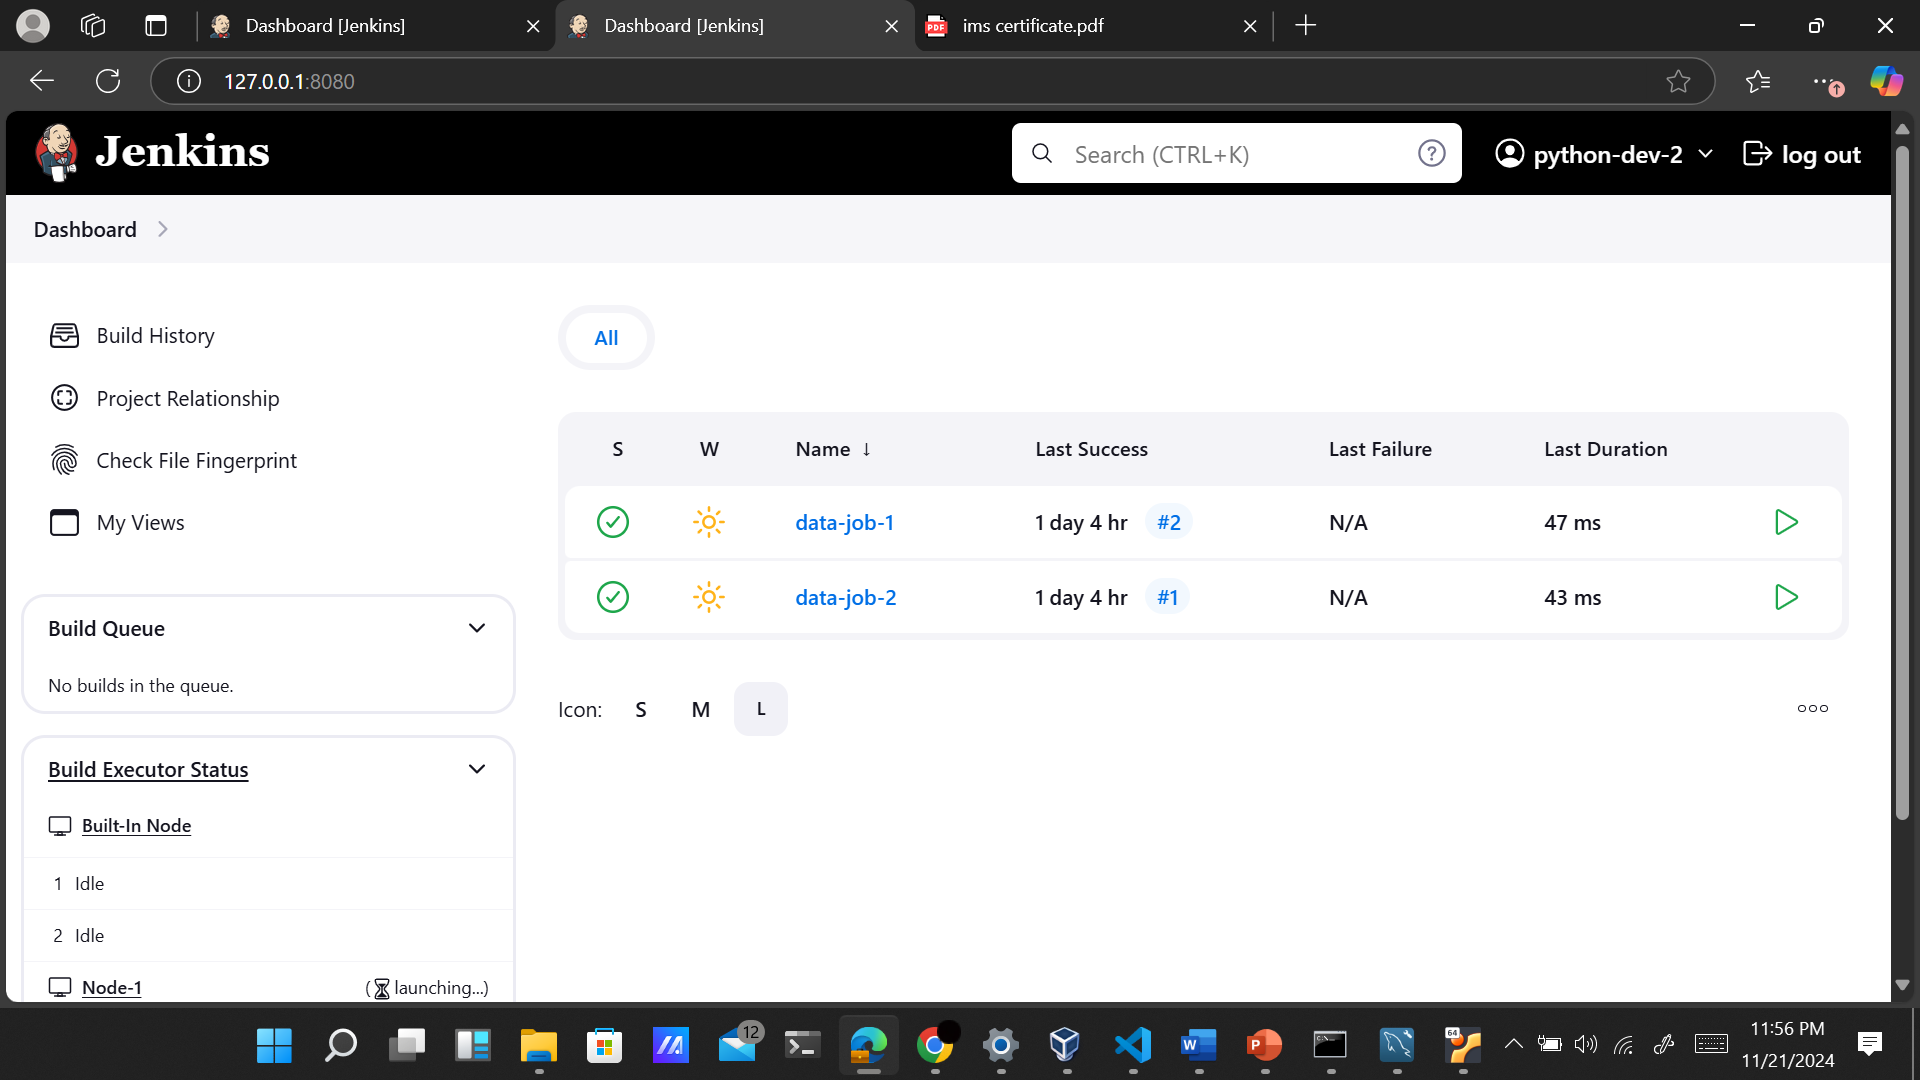 Dashboard [Jenkins]
Dashboard [Jenkins]
PDF
ims certificate.pdf
127.0.0.1:8080
Jenkins
Search (CTRL+K)
python-dev-2
log out
Dashboard
Build History
Project Relationship
Check File Fingerprint
My Views
All
S W Name ↓ Last Success Last Failure Last Duration
data-job-1 1 day 4 hr #2 N/A 47 ms
data-job-2 1 day 4 hr #1 N/A 43 ms
Icon: S M L
Build Queue
No builds in the queue.
Build Executor Status
Built-In Node
1 Idle
2 Idle
Node-1 (launching...)
12
W
P
C:\
64
11:56 PM
11/21/2024